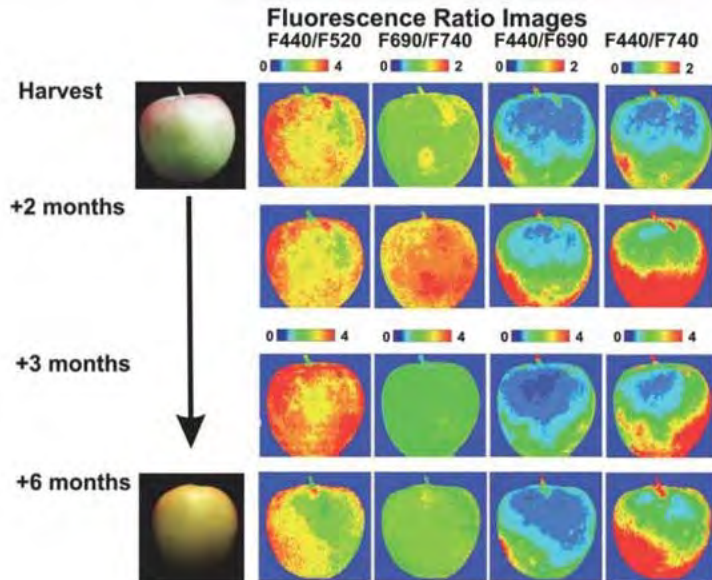 Fluorescence Ratio Images
F440/F520 F690/F740 F440/F690 F440/F740
0 4 0 2 0 2 0 2
Harvest
+2 months
0 4 0 4 0 4 0 4
+3 months
+6 months